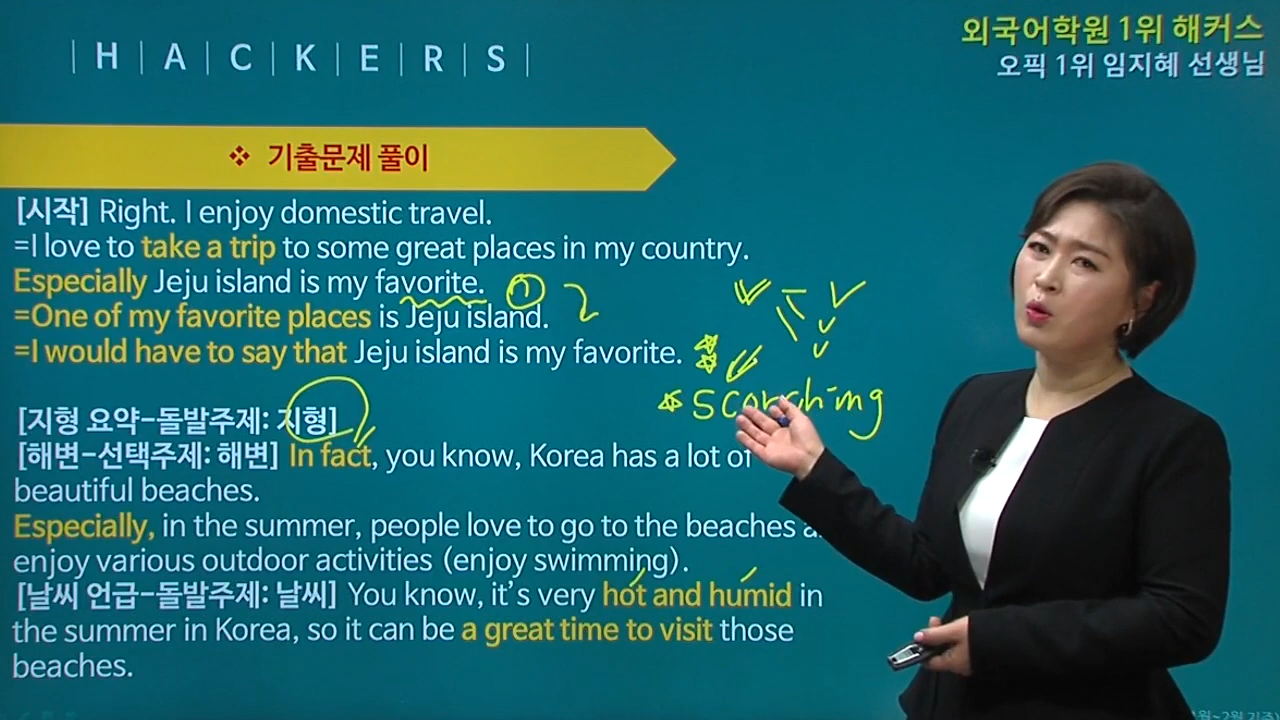 |H|A|C|K|E|R|S|
외국어학원 1위 해커스
오픽 1위 임지혜 선생님
❖ 기출문제 풀이
[시작] Right. I enjoy domestic travel.
=I love to take a trip to some great places in my country.
Especially Jeju island is my favorite. ① 2
=One of my favorite places is Jeju island.
=I would have to say that Jeju island is my favorite.
scorching
[지형 요약-돌발주제: 지형]
[해변-선택주제: 해변] In fact, you know, Korea has a lot of
beautiful beaches.
Especially, in the summer, people love to go to the beaches
enjoy various outdoor activities (enjoy swimming).
[날씨 언급-돌발주제: 날씨] You know, it's very hot and humid in
the summer in Korea, so it can be a great time to visit those
beaches.